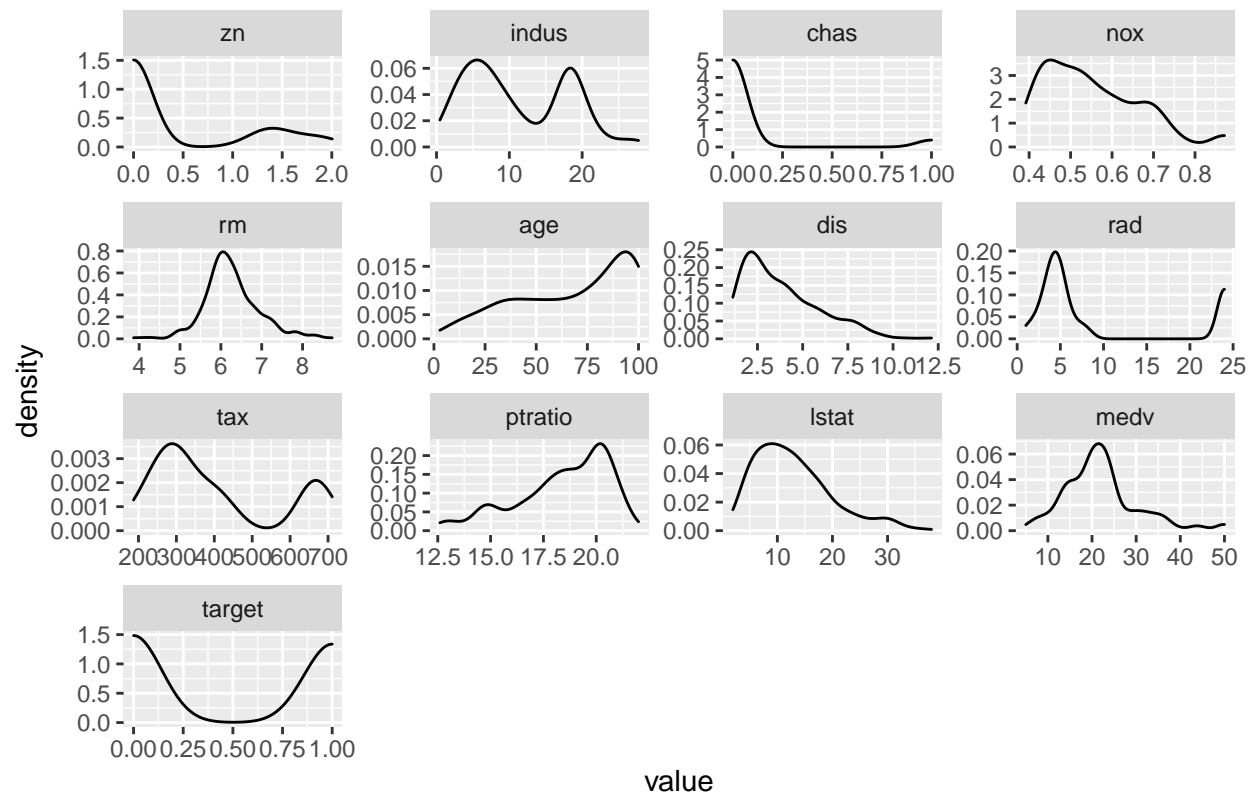 zn
indus
chas
nox
1.5
1.0
0.5
0.0
0.06
0.04
0.02
0.00
5
4
3
2
1
0
3
2
1
0
0.0 0.5 1.0 1.5 2.0
0 10 20
0.00 0.25 0.50 0.75 1.00
0.4 0.5 0.6 0.7 0.8
rm
age
dis
rad
0.8
0.6
0.4
0.2
0.0
0.015
0.010
0.005
0.000
0.25
0.20
0.15
0.10
0.05
0.00
0.20
0.15
0.10
0.05
0.00
4 5 6 7 8
0 25 50 75 100
2.5 5.0 7.5 10.0 12.5
0 5 10 15 20 25
density
tax
ptratio
lstat
medv
0.003
0.002
0.001
0.000
0.20
0.15
0.10
0.05
0.00
0.06
0.04
0.02
0.00
0.06
0.04
0.02
0.00
200 300 400 500 600 700
12.5 15.0 17.5 20.0
10 20 30
10 20 30 40 50
target
1.5
1.0
0.5
0.0
0.00 0.25 0.50 0.75 1.00
value